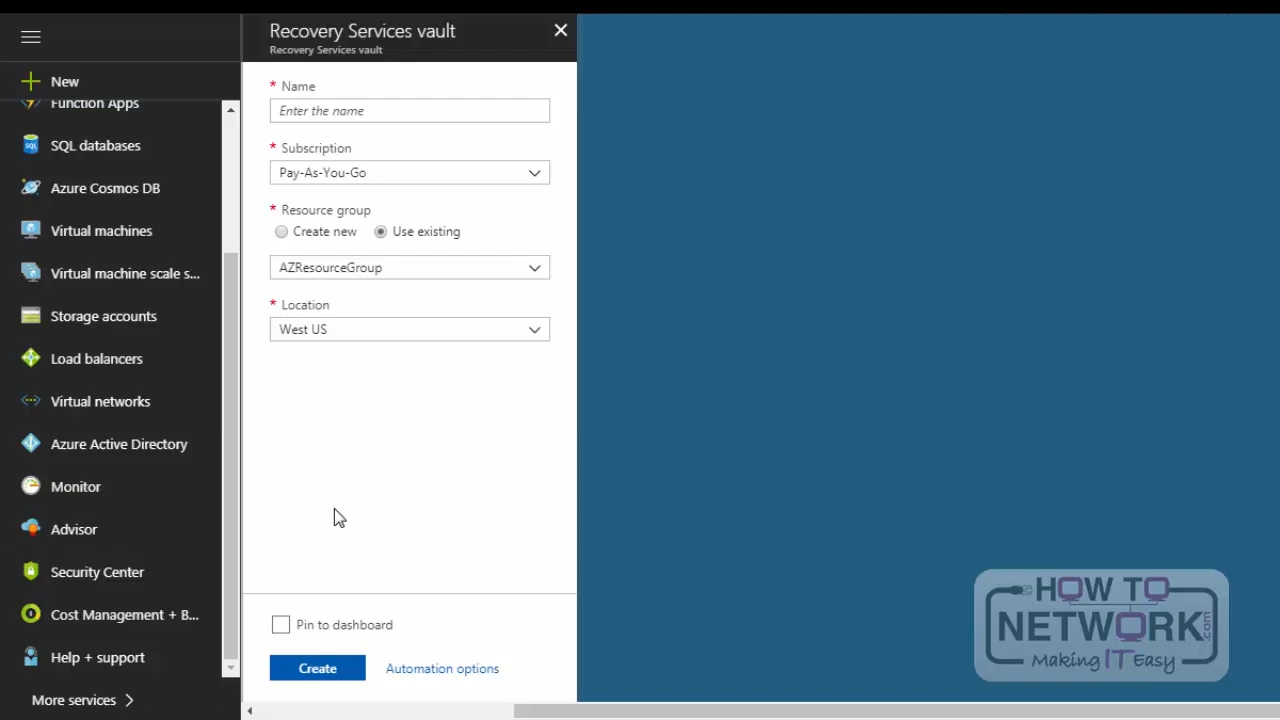 Recovery Services vault
Recovery Services vault
New
Function Apps
SQL databases
Azure Cosmos DB
Virtual machines
Virtual machine scale s...
Storage accounts
Load balancers
Virtual networks
Azure Active Directory
Monitor
Advisor
Security Center
Cost Management + B...
Help + support
More services
* Name
Enter the name
* Subscription
Pay-As-You-Go
* Resource group
Create new Use existing
AZResourceGroup
* Location
West US
Pin to dashboard
Create Automation options
HOW TO
NETWORK.com
Making IT Easy